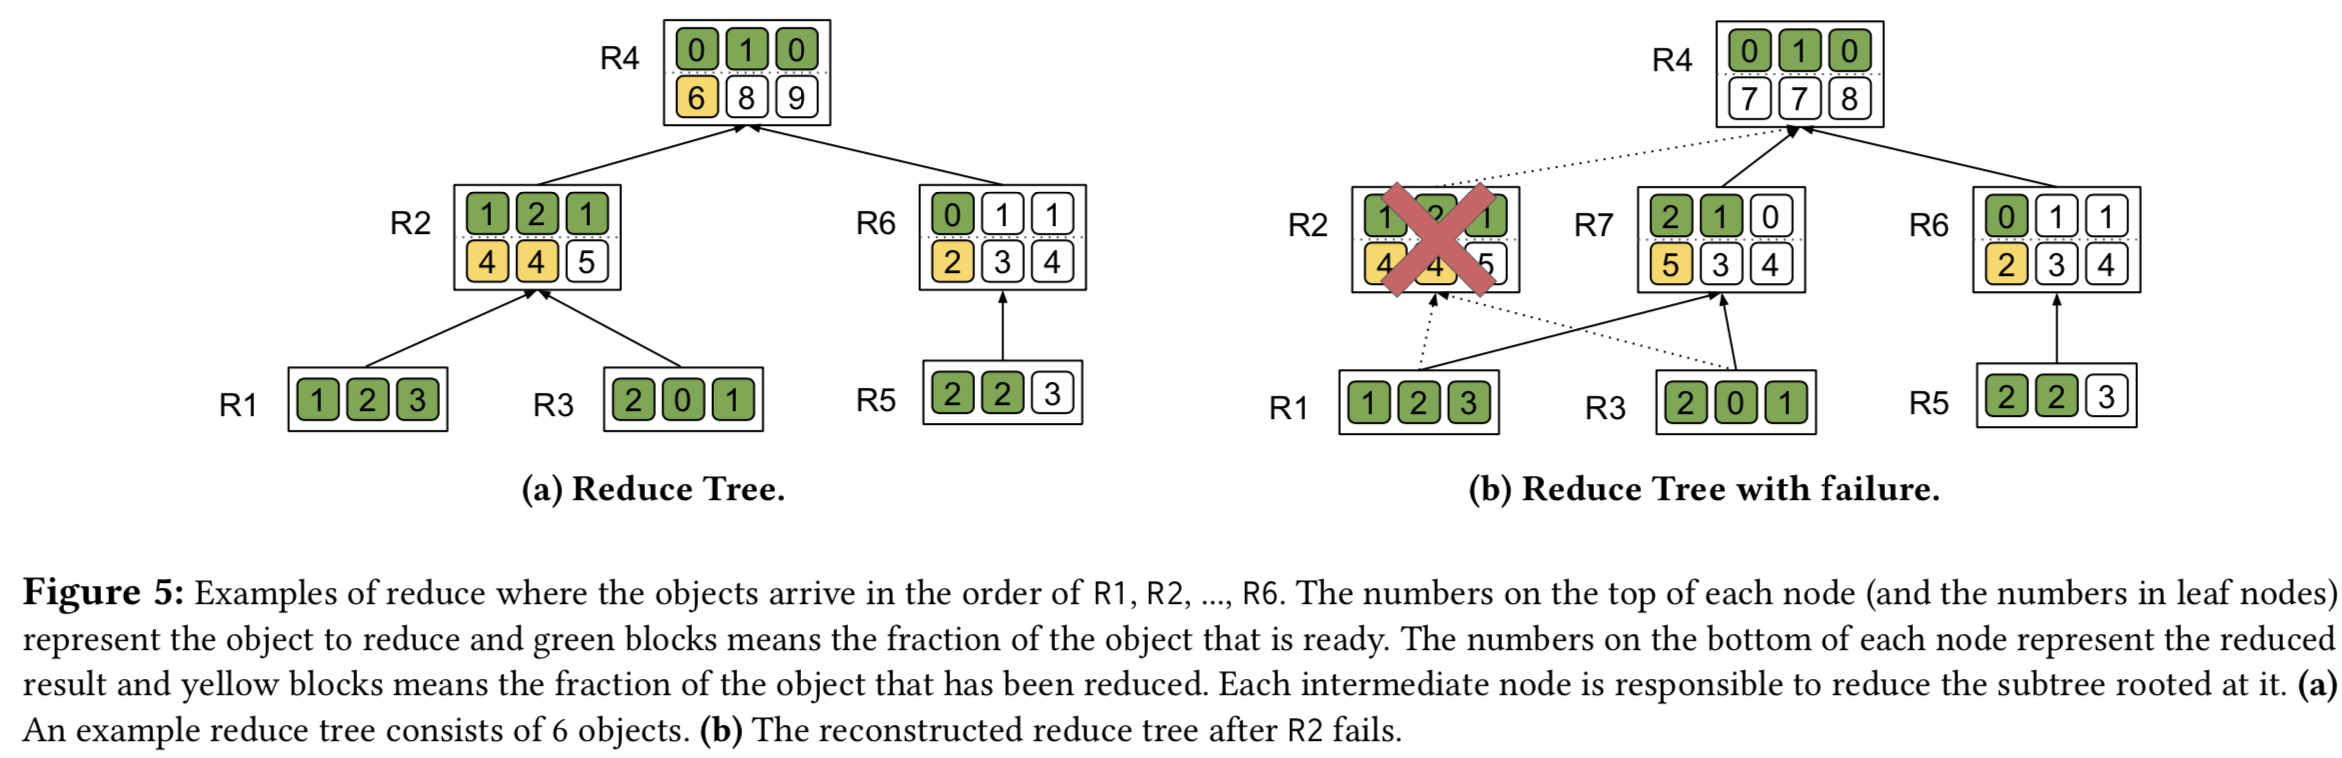 R4
0 1 0
6 8 9
R2
1 2 1
4 4 5
R6
0 1 1
2 3 4
R1
1 2 3
R3
2 0 1
R5
2 2 3
(a) Reduce Tree.
R4
0 1 0
7 7 8
R2
1 2 1
4 4 5
R7
2 1 0
5 3 4
R6
0 1 1
2 3 4
R1
1 2 3
R3
2 0 1
R5
2 2 3
(b) Reduce Tree with failure.
Figure 5: Examples of reduce where the objects arrive in the order of R1, R2, ..., R6. The numbers on the top of each node (and the numbers in leaf nodes)
represent the object to reduce and green blocks means the fraction of the object that is ready. The numbers on the bottom of each node represent the reduced
result and yellow blocks means the fraction of the object that has been reduced. Each intermediate node is responsible to reduce the subtree rooted at it. (a)
An example reduce tree consists of 6 objects. (b) The reconstructed reduce tree after R2 fails.